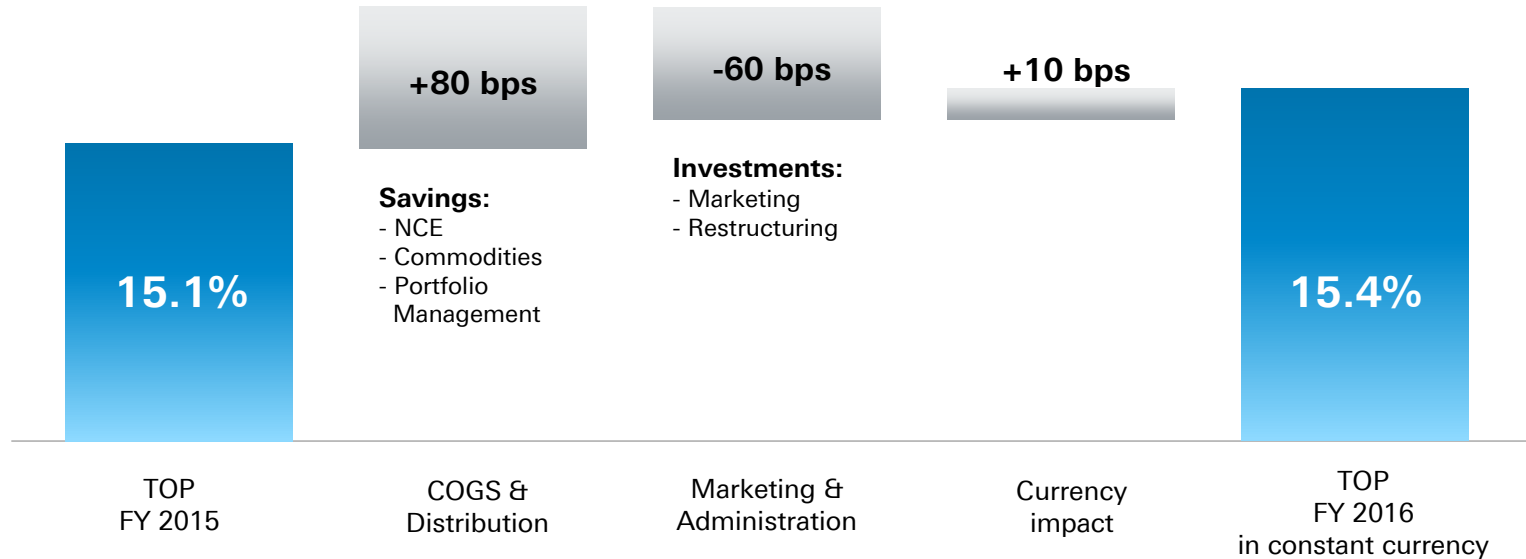 15.1%
TOP
FY 2015
+80 bps
Savings:
- NCE
- Commodities
- Portfolio
Management
COGS &
Distribution
-60 bps
Investments:
- Marketing
- Restructuring
Marketing &
Administration
+10 bps
Currency
impact
15.4%
TOP
FY 2016
in constant currency